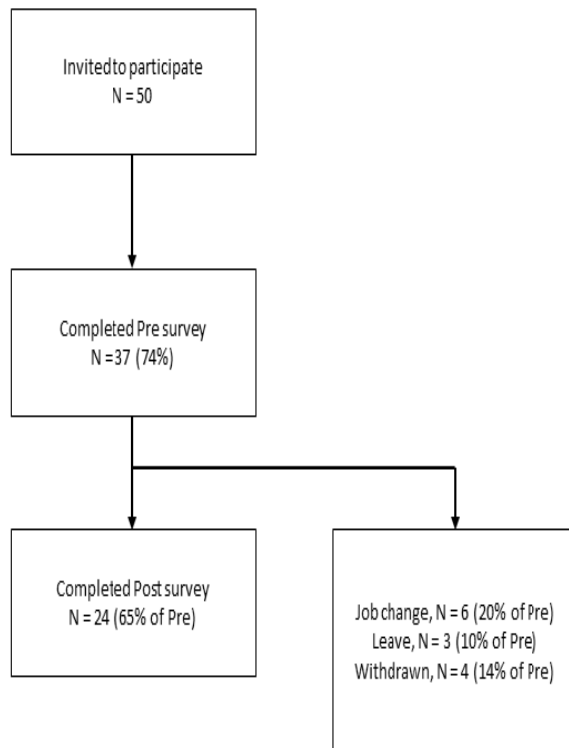 Invited to participate
N = 50
Completed Pre survey
N = 37 (74%)
Completed Post survey
N = 24 (65% of Pre)
Job change, N = 6 (20% of Pre)
Leave, N = 3 (10% of Pre)
Withdrawn, N = 4 (14% of Pre)